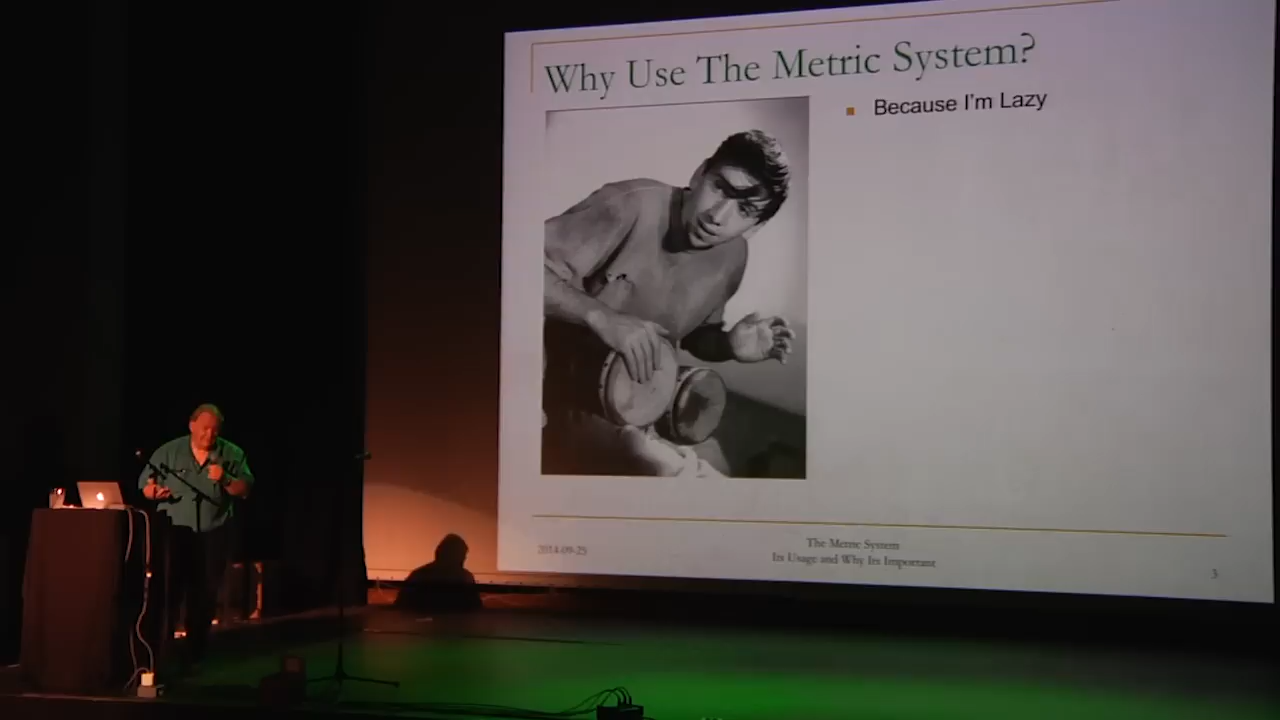 Why Use The Metric System?
Because I'm Lazy
2014-09-25
The Metric System
Its Usage and Why Its Important
3